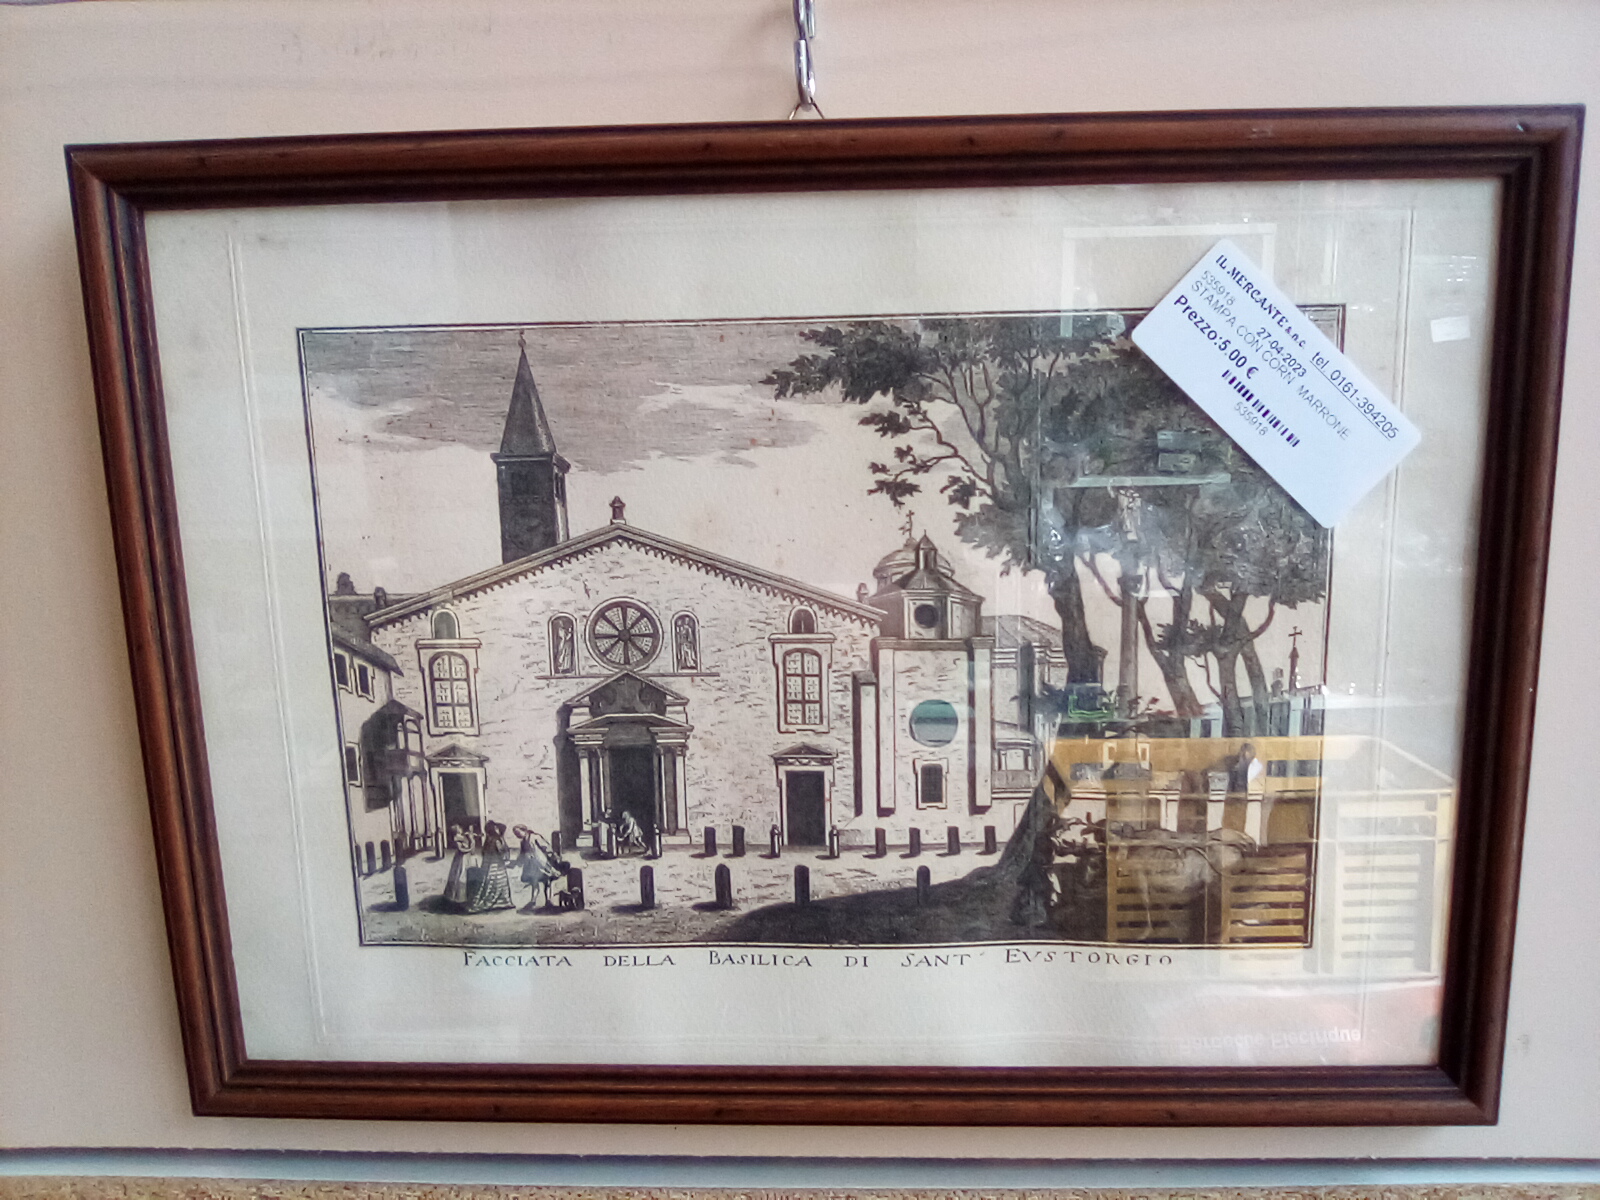 IL MERCANTE s.n.c. tel. 0161-394205
535918 27-04-2023
STAMPA CON CORN MARRONE
Prezzo:5.00 €
535918
FACCIATA DELLA BASILICA DI SANT' EVSTORGIO